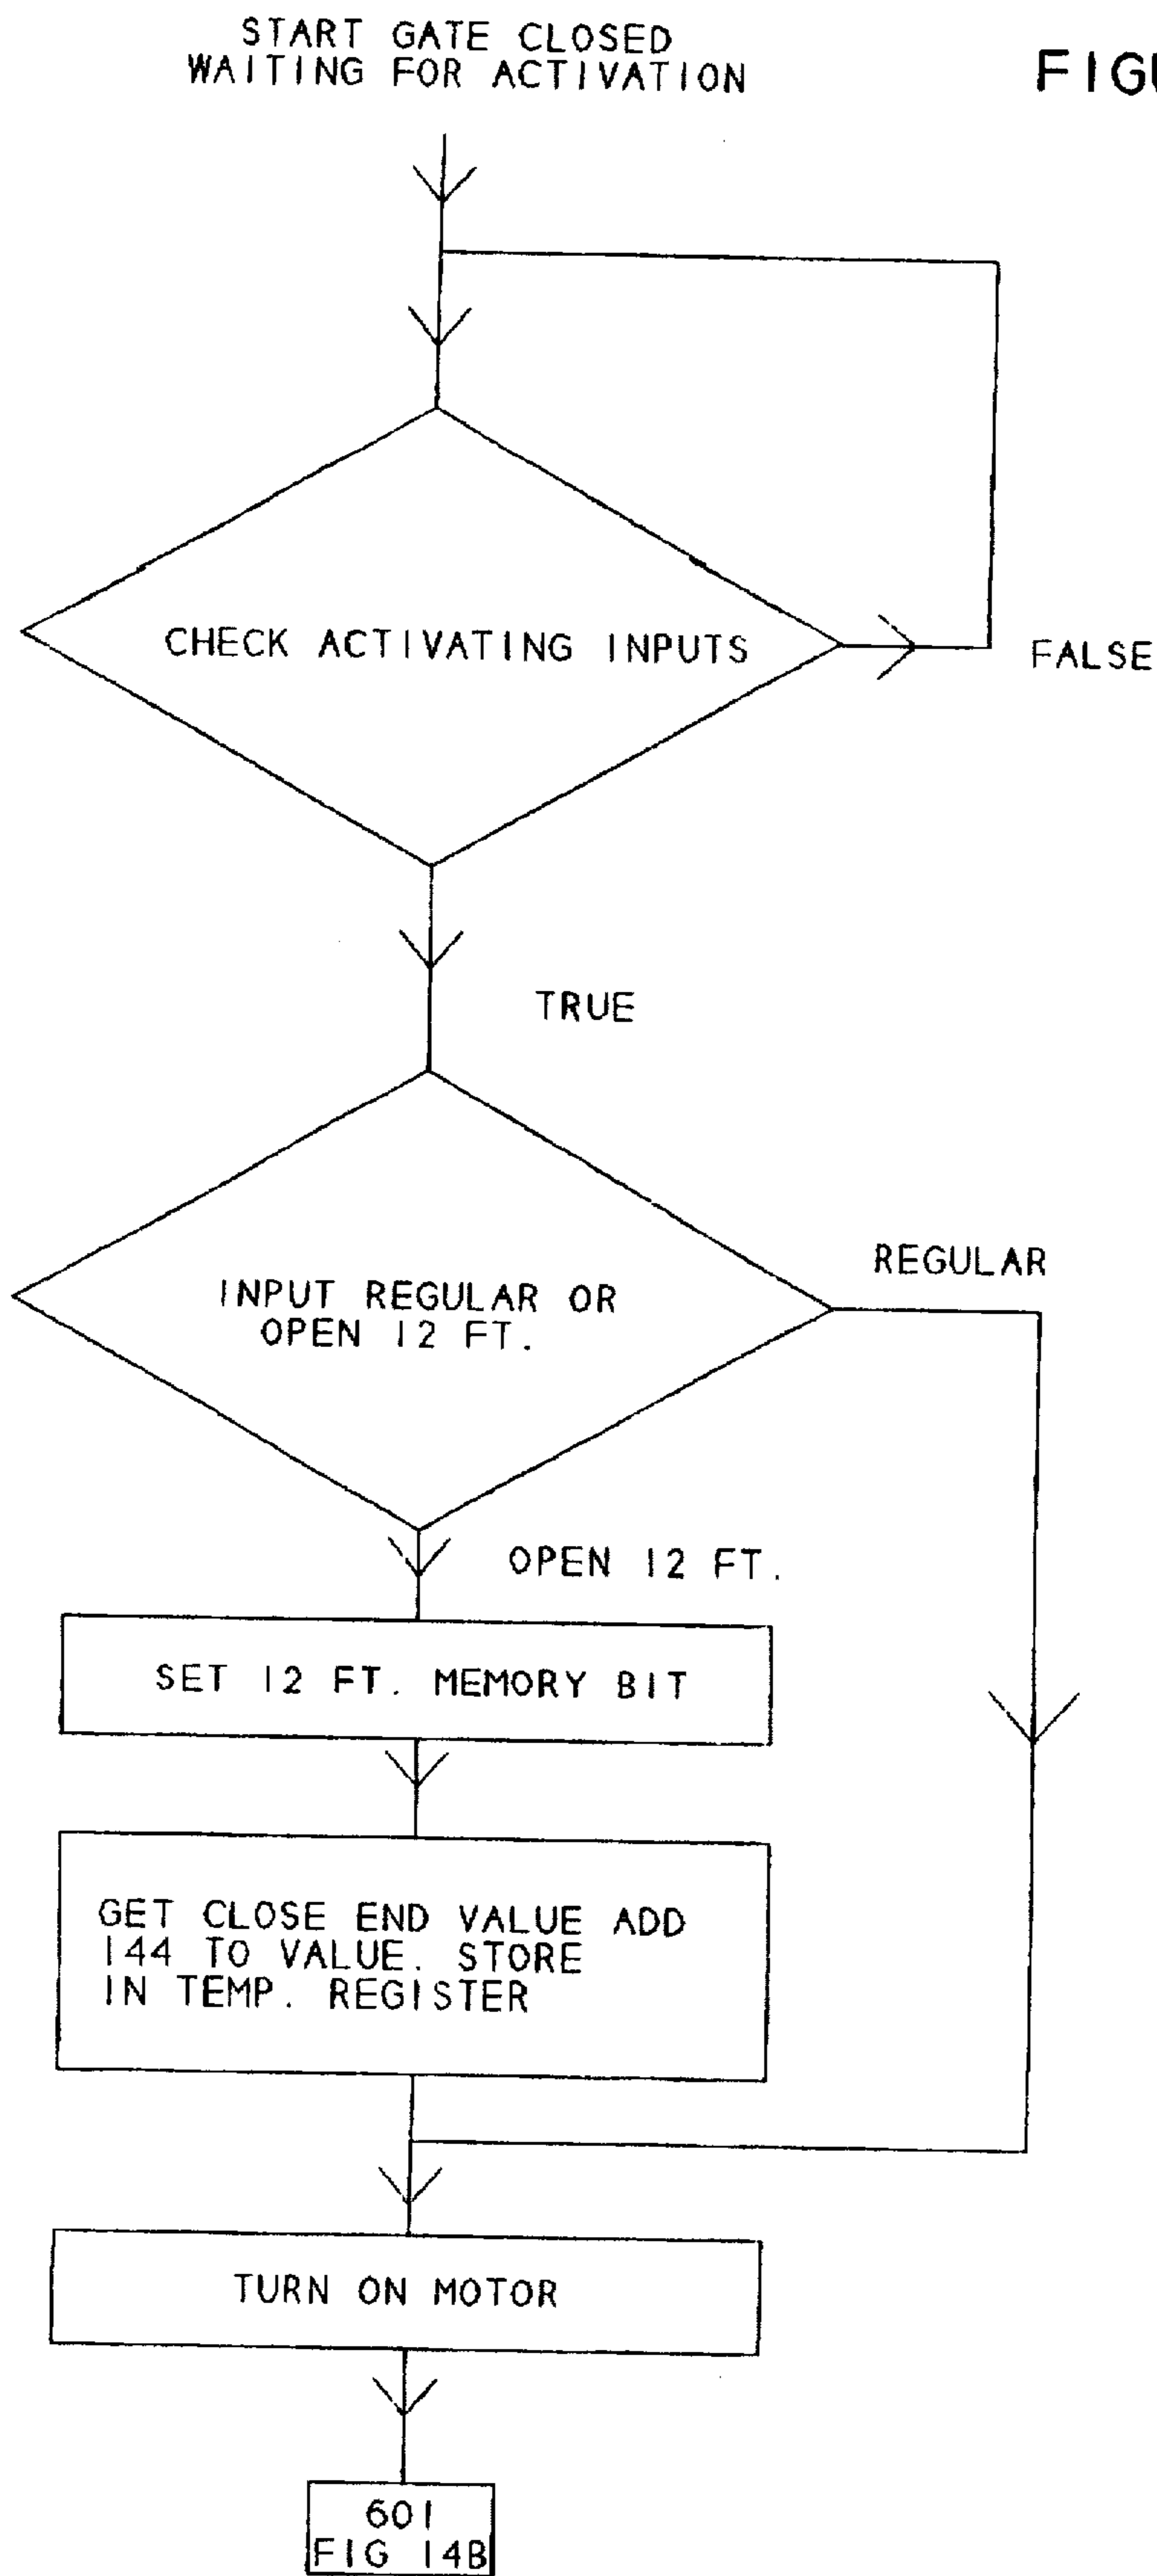 START GATE CLOSED
WAITING FOR ACTIVATION
CHECK ACTIVATING INPUTS
FALSE
TRUE
REGULAR
INPUT REGULAR OR
OPEN 12 FT.
OPEN 12 FT.
SET 12 FT. MEMORY BIT
GET CLOSE END VALUE ADD
144 TO VALUE. STORE
IN TEMP. REGISTER
TURN ON MOTOR
601
FIG 14B